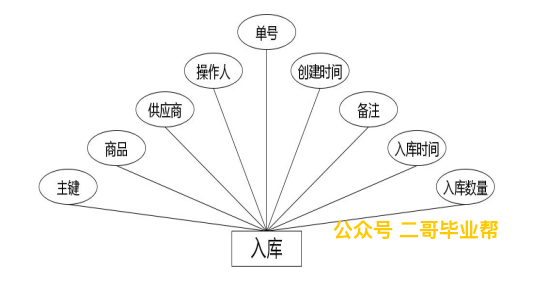 单号
操作人
创建时间
供应商
备注
商品
入库时间
主键
入库数量
公众号 二哥毕业帮
入库